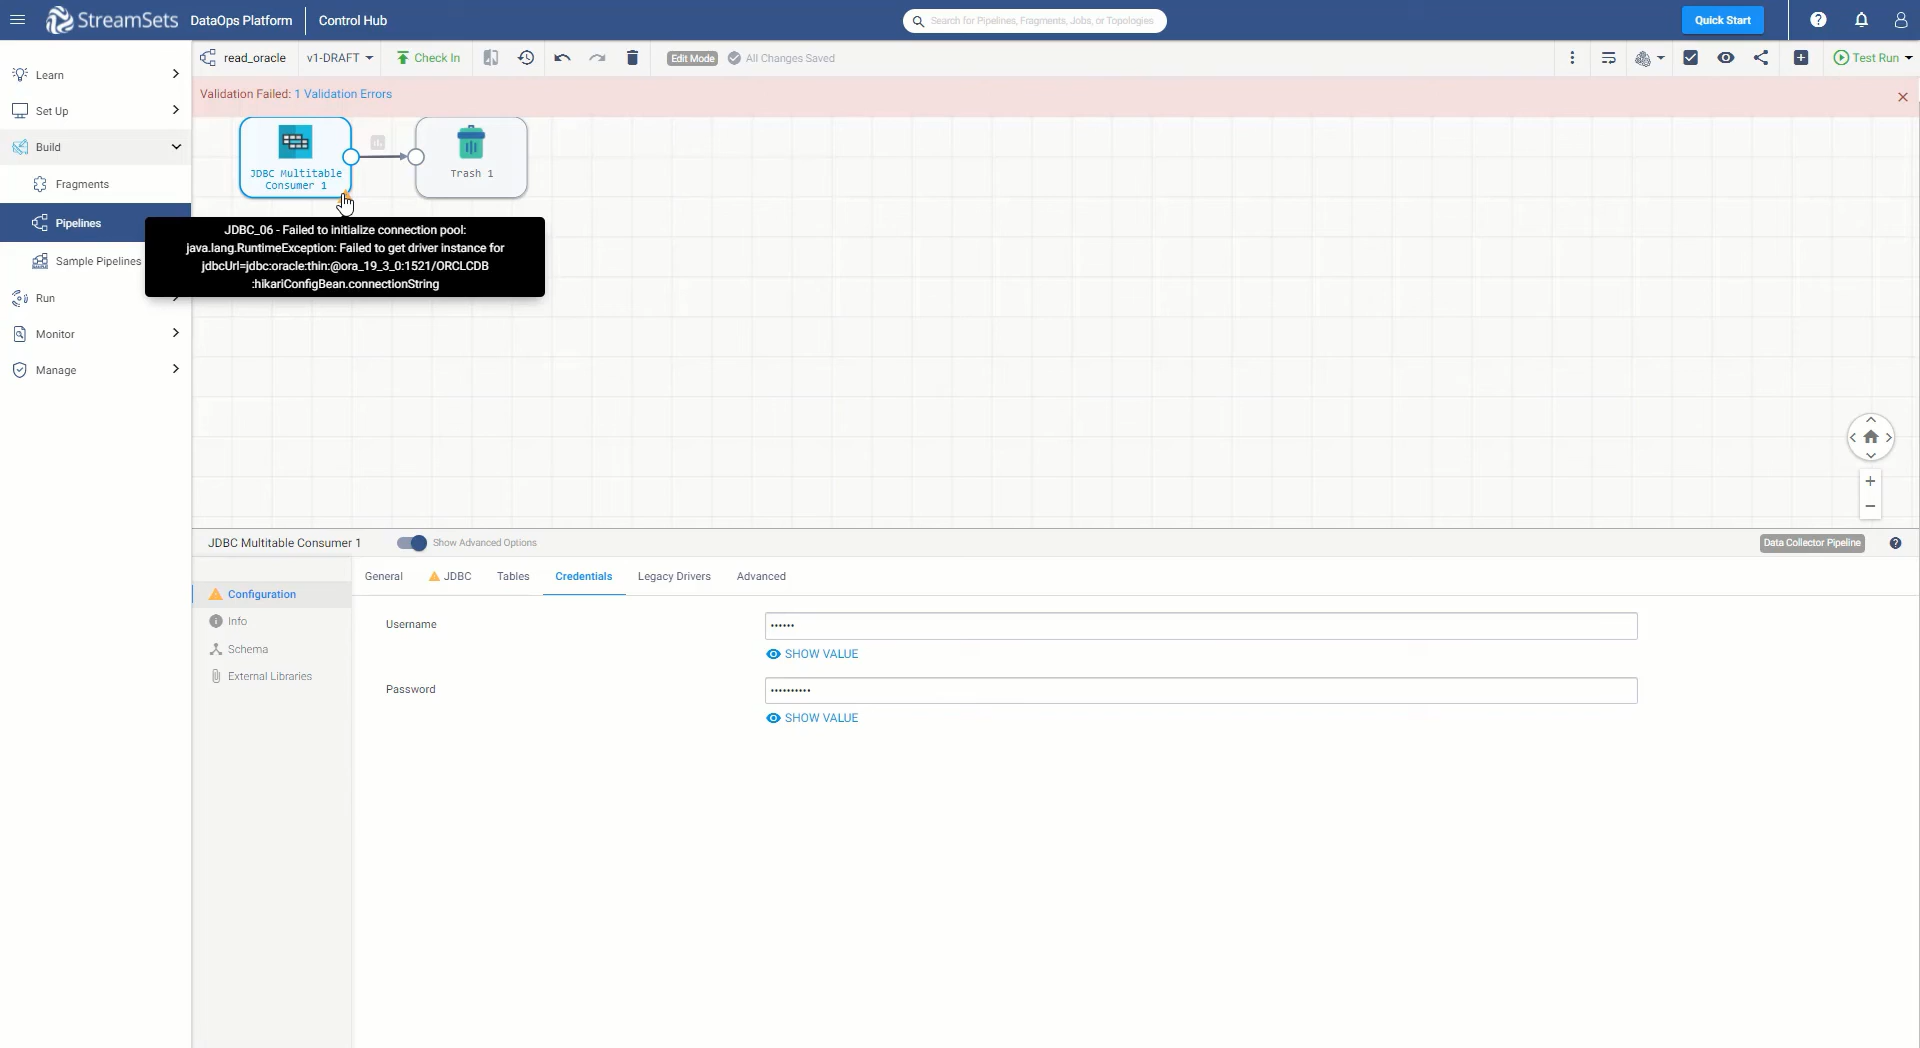 StreamSets DataOps Platform Control Hub Search for Pipelines, Fragments, Jobs, or Topologies Quick Start
read_oracle v1-DRAFT Check In Edit Mode All Changes Saved Test Run
Validation Failed: 1 Validation Errors
Learn
Set Up
Build
Fragments
Pipelines
Sample Pipelines
Run
Monitor
Manage
JDBC Multitable
Consumer 1
Trash 1
JDBC_06 - Failed to initialize connection pool:
java.lang.RuntimeException: Failed to get driver instance for
jdbcUrl=jdbc:oracle:thin:@ora_19_3_0:1521/ORCLCDB
:hikariConfigBean.connectionString
JDBC Multitable Consumer 1 Show Advanced Options Data Collector Pipeline
Configuration
Info
Schema
External Libraries
General JDBC Tables Credentials Legacy Drivers Advanced
Username ••••••
SHOW VALUE
Password ••••••••••
SHOW VALUE